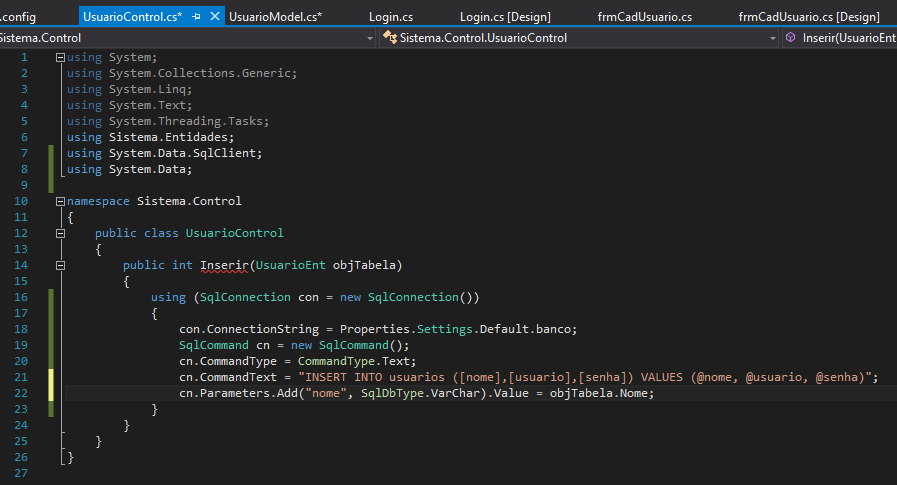 .config UsuarioControl.cs* UsuarioModel.cs* Login.cs Login.cs [Design] frmCadUsuario.cs frmCadUsuario.cs [Design]
Sistema.Control Sistema.Control.UsuarioControl Inserir(UsuarioEnt
1 using System;
2 using System.Collections.Generic;
3 using System.Linq;
4 using System.Text;
5 using System.Threading.Tasks;
6 using Sistema.Entidades;
7 using System.Data.SqlClient;
8 using System.Data;
9
10 namespace Sistema.Control
11 {
12 public class UsuarioControl
13 {
14 public int Inserir(UsuarioEnt objTabela)
15 {
16 using (SqlConnection con = new SqlConnection())
17 {
18 con.ConnectionString = Properties.Settings.Default.banco;
19 SqlCommand cn = new SqlCommand();
20 cn.CommandType = CommandType.Text;
21 cn.CommandText = "INSERT INTO usuarios ([nome],[usuario],[senha]) VALUES (@nome, @usuario, @senha)";
22 cn.Parameters.Add("nome", SqlDbType.VarChar).Value = objTabela.Nome;
23 }
24 }
25 }
26 }
27